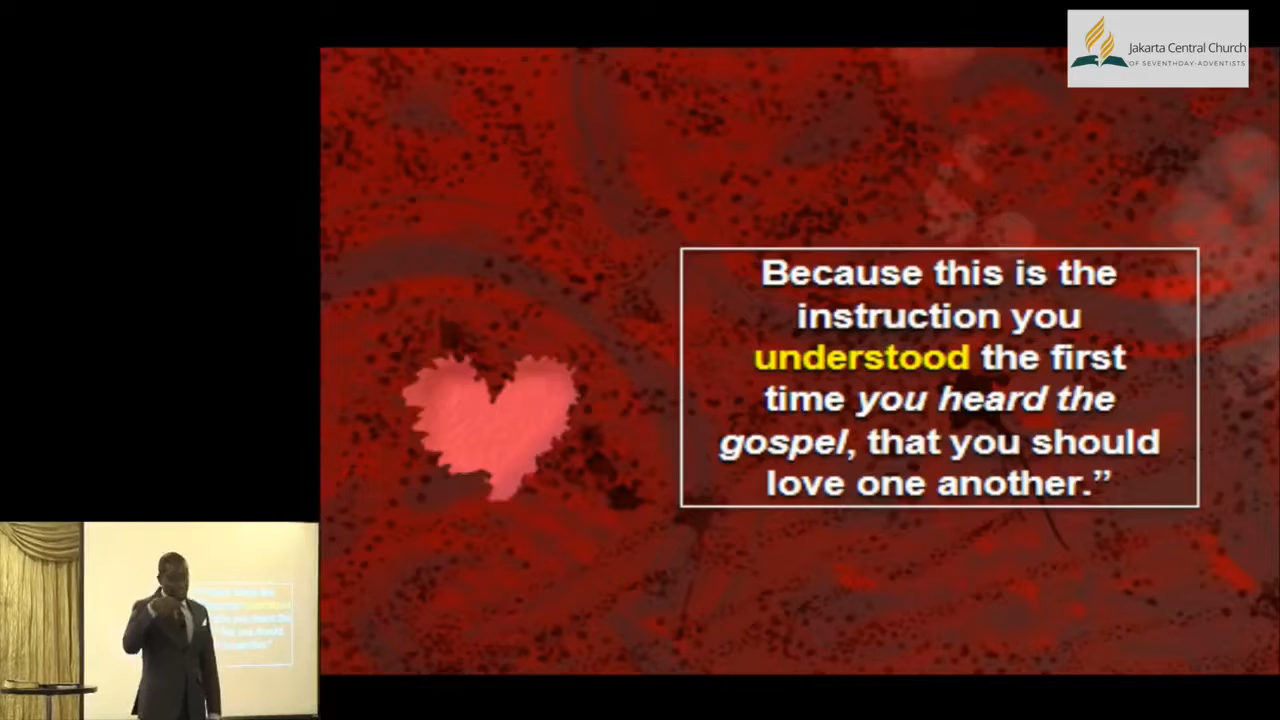 Jakarta Central Church
OF SEVENTHDAY-ADVENTISTS
Because this is the
instruction you
understood the first
time you heard the
gospel, that you should
love one another.”